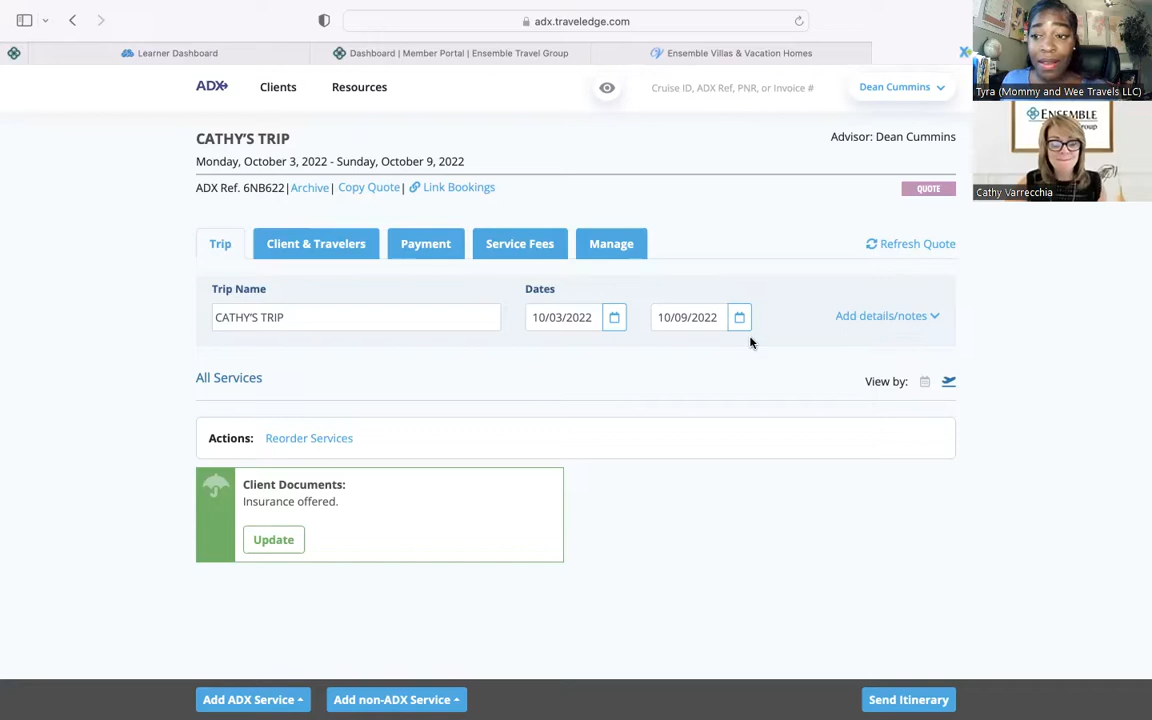 adx.traveledge.com
Learner Dashboard
Dashboard | Member Portal | Ensemble Travel Group
Ensemble Villas & Vacation Homes
ADX
Clients
Resources
Cruise ID, ADX Ref, PNR, or Invoice #
Dean Cummins
Tyra (Mommy and Wee Travels LLC)
ENSEMBLE
Cathy Varrecchia
CATHY'S TRIP
Advisor: Dean Cummins
Monday, October 3, 2022 - Sunday, October 9, 2022
ADX Ref. 6NB622|Archive| Copy Quote| Link Bookings
QUOTE
Trip
Client & Travelers
Payment
Service Fees
Manage
Refresh Quote
Trip Name
Dates
CATHY'S TRIP
10/03/2022
10/09/2022
Add details/notes
All Services
View by:
Actions:
Reorder Services
Client Documents:
Insurance offered.
Update
Add ADX Service
Add non-ADX Service
Send Itinerary